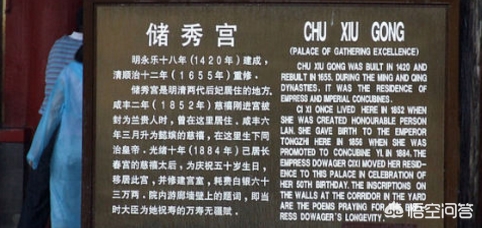 储秀宫
明永乐十八年(1420年)建成,
清顺治十二年(1655年)重修.
储秀宫是明清两代后妃居住的地方.
咸丰二年(1852年)慈禧刚进宫被
封为兰贵人时,曾在这里居住.咸丰六
年三月升为懿嫔的慈禧,在这里生下同
治皇帝.光绪十年(1884年)已居长
春宫的慈禧太后,为庆祝五十岁生日,
移居此宫,并修建宫室,耗费白银六十
三万两.院内游廊墙壁上的题词,即当
时大臣为她祝寿的万寿无疆赋.
CHU XIU GONG
(PALACE OF GATHERING EXCELLENCE)
CHU XIU GONG WAS BUILT IN 1420 AND
REBUILT IN 1655. DURING THE MING AND QING
DYNASTIES, IT WAS THE RESIDENCE OF
EMPRESS AND IMPERIAL CONCUBINES.
CI XI ONCE LIVED HERE IN 1852 WHEN
SHE WAS CREATED HONOURABLE PERSON
LAN. SHE GAVE BIRTH TO THE EMPEROR
TONGZHI HERE IN 1856 WHEN SHE WAS
PROMOTED TO CONCUBINE YI. IN 1884, THE
EMPRESS DOWAGER CIXI MOVED HER RESI-
DENCE TO THIS PALACE IN CELEBRATION OF
HER 50TH BIRTHDAY. THE INSCRIPTIONS ON
THE WALLS AT THE CORRIDOR IN THE YARD
ARE THE POEMS PRAYING FOR
RESS DOWAGER'S LONGEVITY.
悟空问答